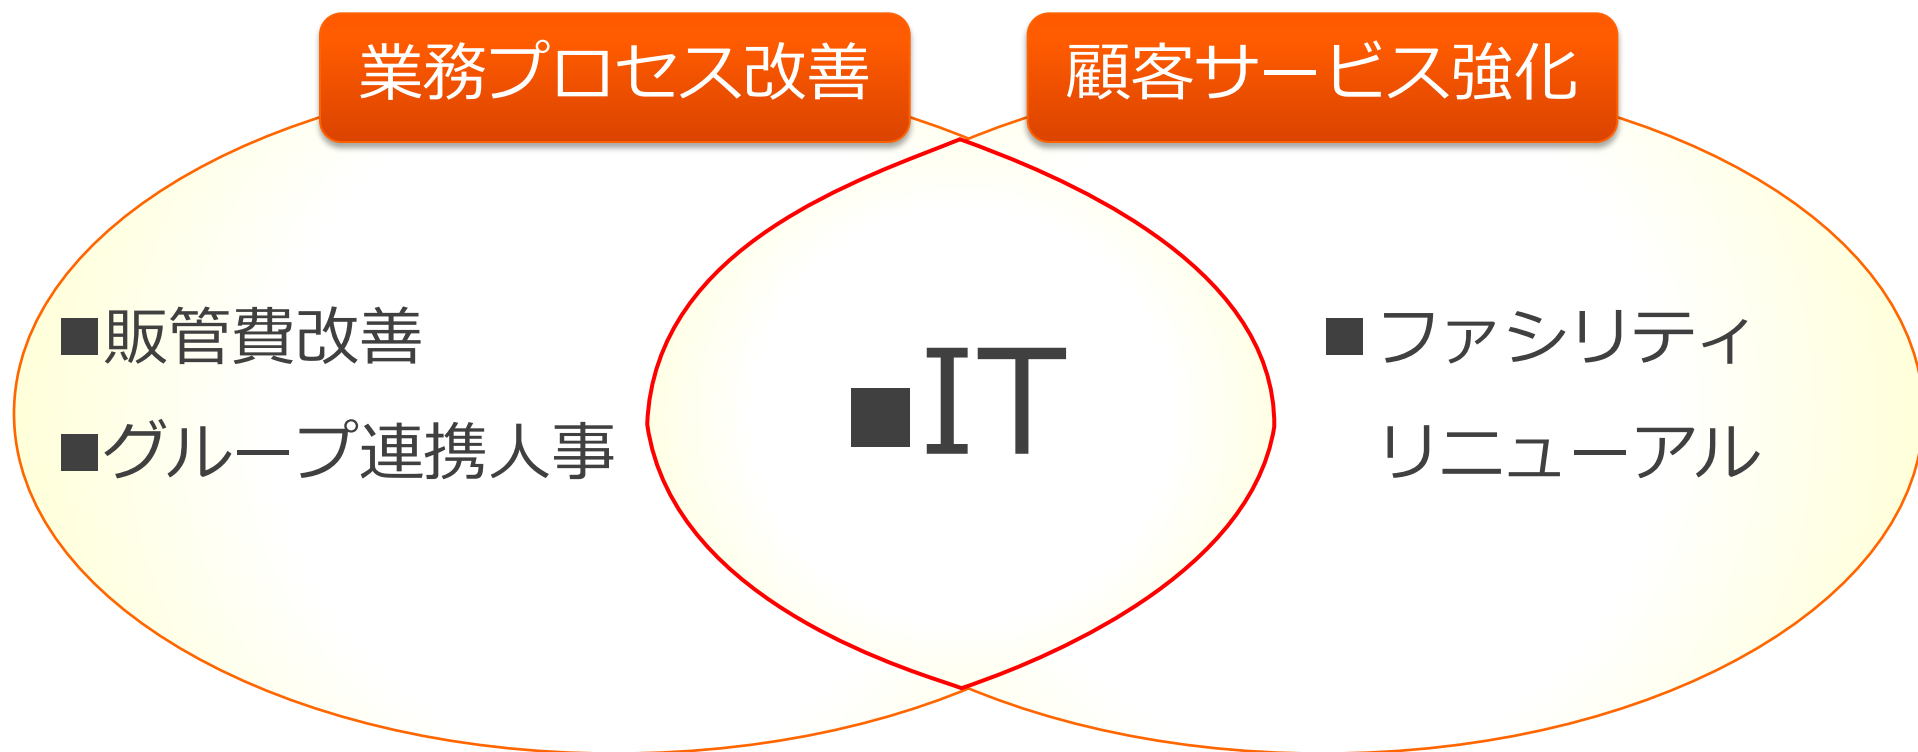 業務プロセス改善
顧客サービス強化
■販管費改善
■グループ連携人事
■IT
■ファシリティ
リニューアル